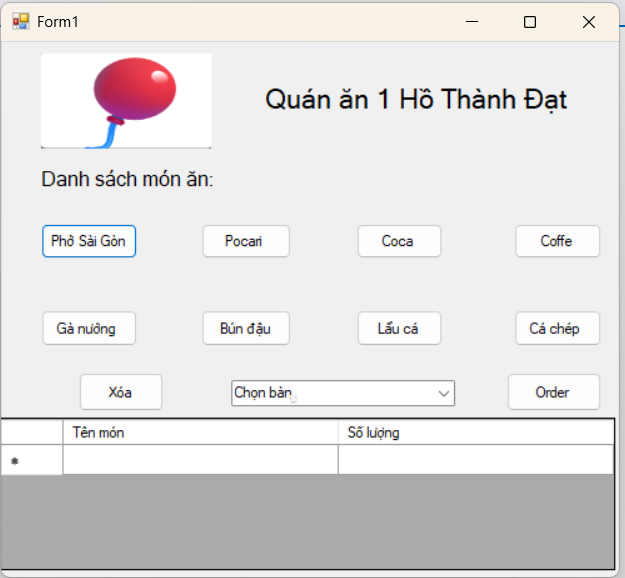 Form1
Quán ăn 1 Hồ Thành Đạt
Danh sách món ăn:
Phở Sài Gòn Pocari Coca Coffe
Gà nướng Bún đậu Lẩu cá Cá chép
Xóa Chọn bàn Order
Tên món Số lượng